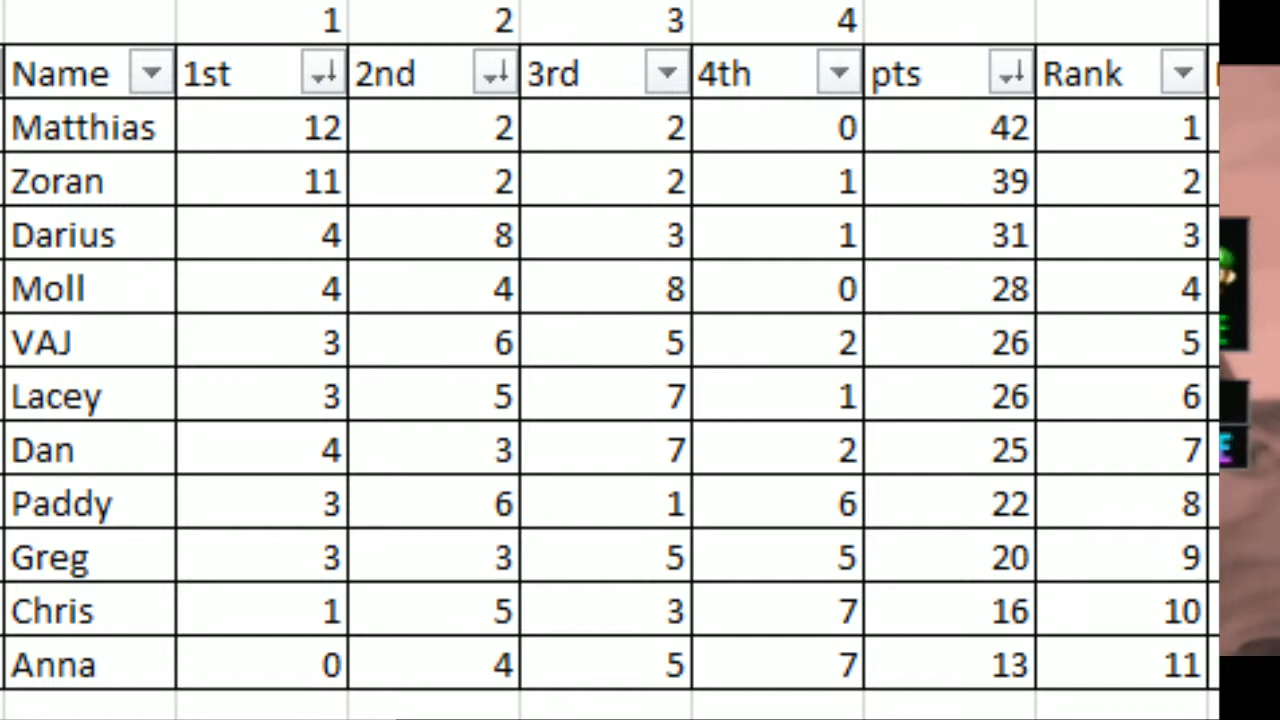 1 2 3 4
Name 1st 2nd 3rd 4th pts Rank
Matthias 12 2 2 0 42 1
Zoran 11 2 2 1 39 2
Darius 4 8 3 1 31 3
Moll 4 4 8 0 28 4
VAJ 3 6 5 2 26 5
Lacey 3 5 7 1 26 6
Dan 4 3 7 2 25 7
Paddy 3 6 1 6 22 8
Greg 3 3 5 5 20 9
Chris 1 5 3 7 16 10
Anna 0 4 5 7 13 11